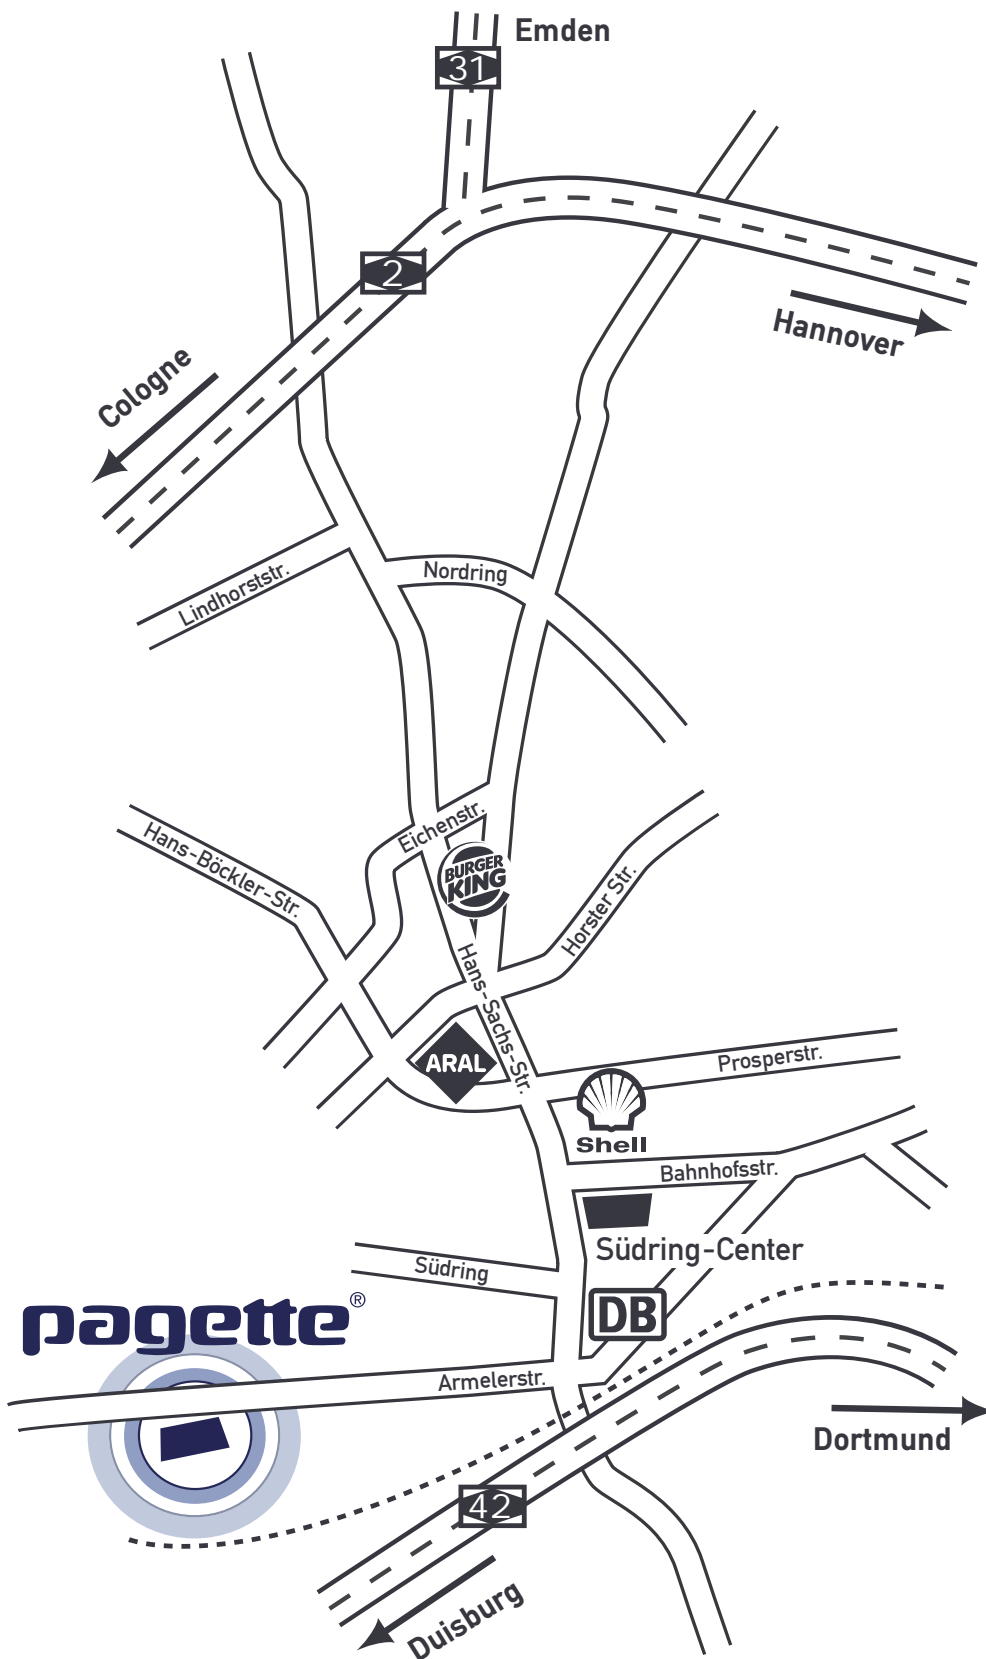 Emden
31
2
Hannover
Cologne
Nordring
Lindhorststr.
Eichenstr.
Hans-Böckler-Str.
BURGER
KING
Horster Str.
Hans-Sachs-Str.
ARAL
Prosperstr.
Shell
Bahnhofsstr.
Südring-Center
Südring
DB
pagette®
Armelerstr.
Dortmund
42
Duisburg